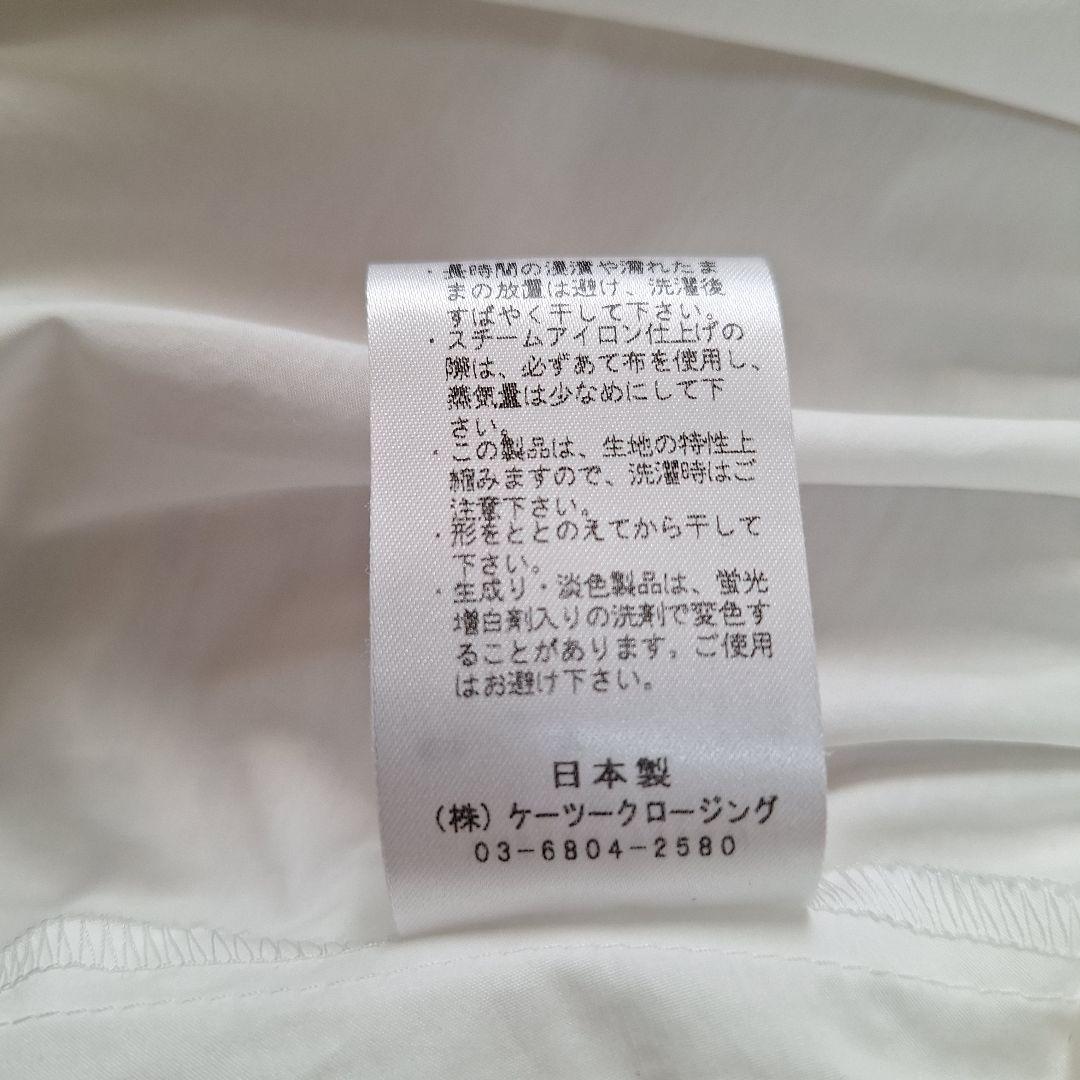 ・長時間の浸漬や濡れたま
まの放置は避け、洗濯後
すばやく干して下さい。
・スチームアイロン仕上げの
際は、必ずあて布を使用し、
蒸気量は少なめにして下
さい。
・この製品は、生地の特性上
縮みますので、洗濯時はご
注意下さい。
・形をととのえてから干して
下さい。
・生成り・淡色製品は、蛍光
増白剤入りの洗剤で変色す
ることがあります。ご使用
はお避け下さい。
日本製
(株)ケーツークロージング
03-6804-2580